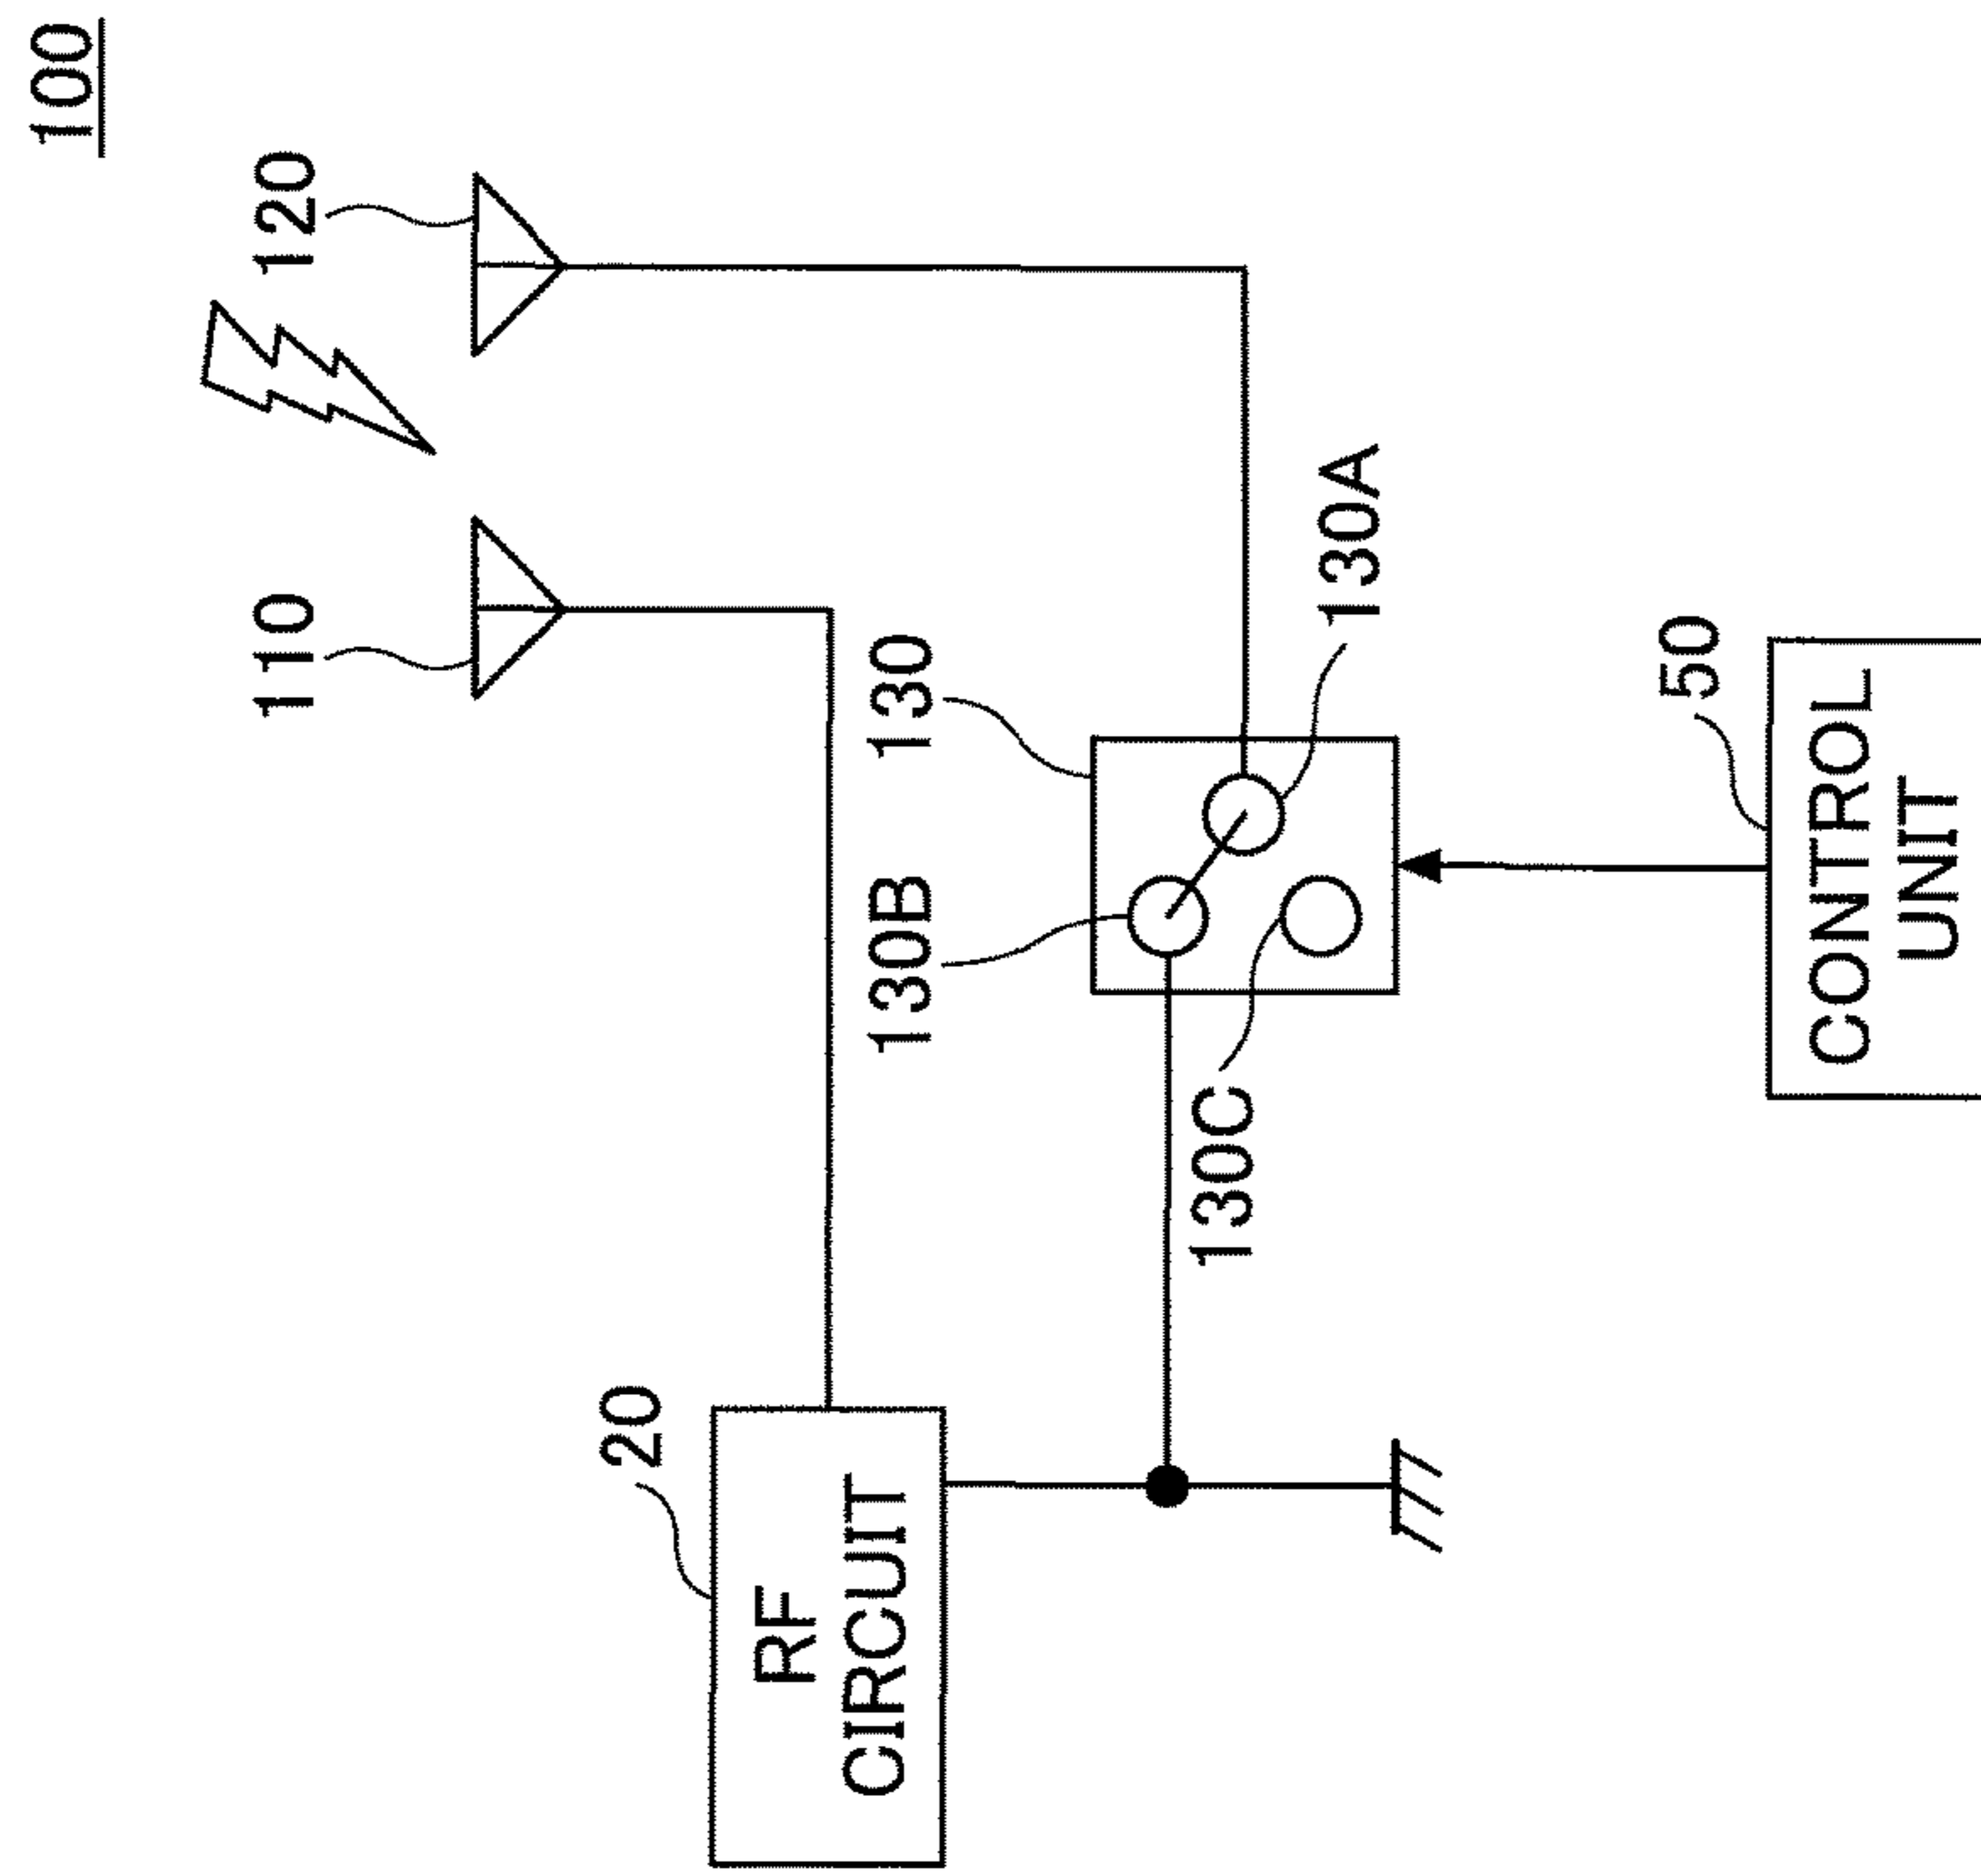 100
120
110
130
130A
130B
130C
20
RF
CIRCUIT
50
CONTROL
UNIT